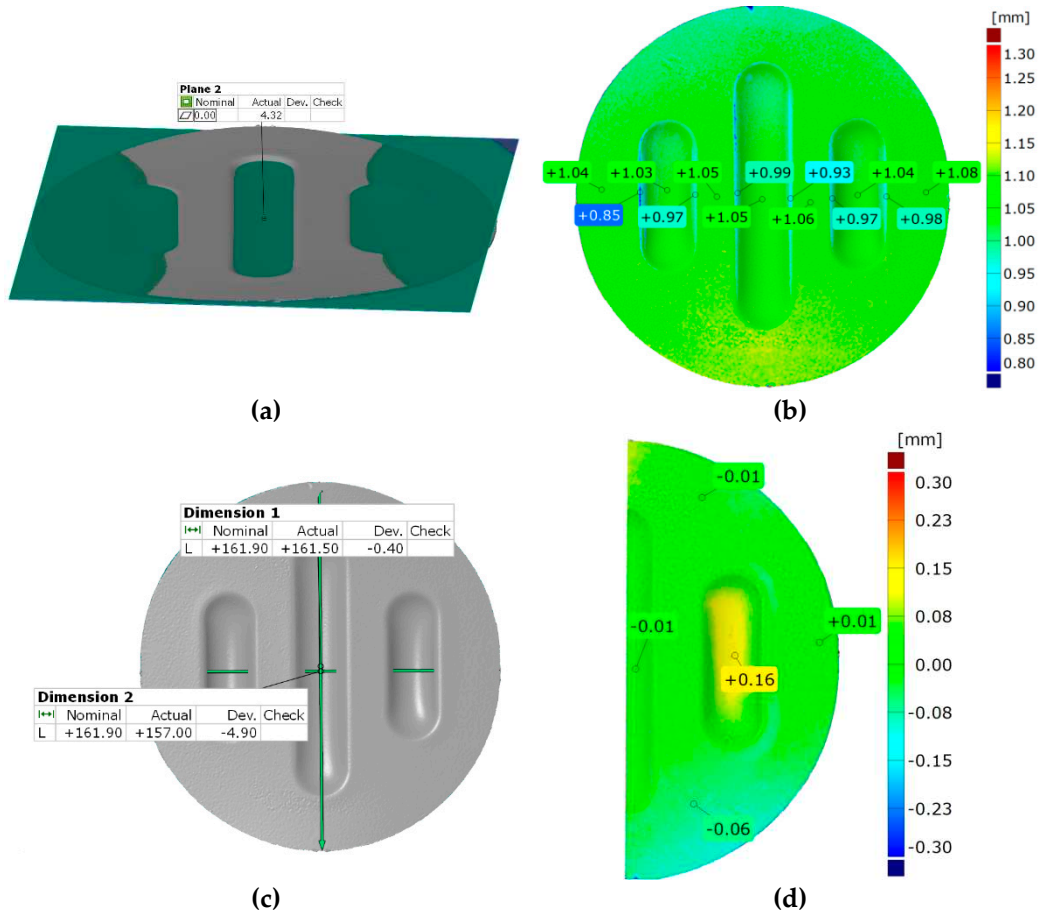 Plane 2
Nominal Actual Dev. Check
0.00 4.32
(a)
[mm]
1.30
1.25
1.20
1.15
1.10
1.05
1.00
0.95
0.90
0.85
0.80
+1.04 +1.03 +1.05 +0.99 +0.93 +1.04 +1.08
+0.85 +0.97 +1.05 +1.06 +0.97 +0.98
(b)
Dimension 1
Nominal Actual Dev. Check
L +161.90 +161.50 -0.40
Dimension 2
Nominal Actual Dev. Check
L +161.90 +157.00 -4.90
(c)
[mm]
0.30
0.23
0.15
0.08
0.00
-0.08
-0.15
-0.23
-0.30
-0.01
-0.01
+0.01
+0.16
-0.06
(d)